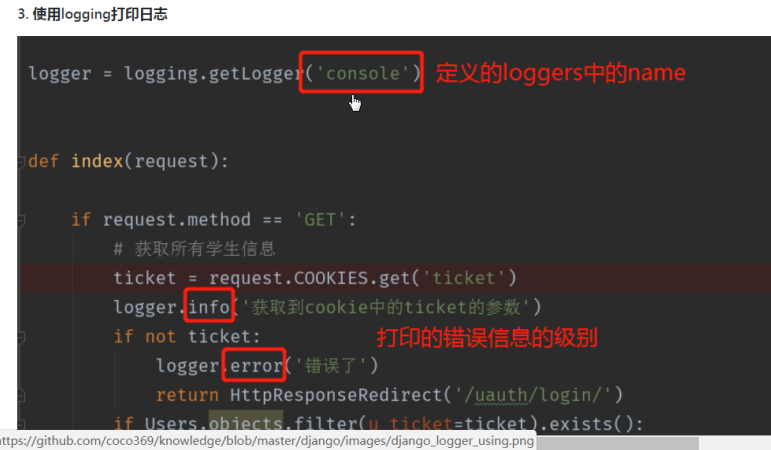 3. 使用logging打印日志
logger = logging.getLogger('console') 定义的loggers中的name
def index(request):
if request.method == 'GET':
# 获取所有学生信息
ticket = request.COOKIES.get('ticket')
logger.info('获取到cookie中的ticket的参数')
if not ticket: 打印的错误信息的级别
logger.error('错误了')
return HttpResponseRedirect('/uauth/login/')
if Users.objects.filter(u_ticket=ticket).exists():
https://github.com/coco369/knowledge/blob/master/django/images/django_logger_using.png